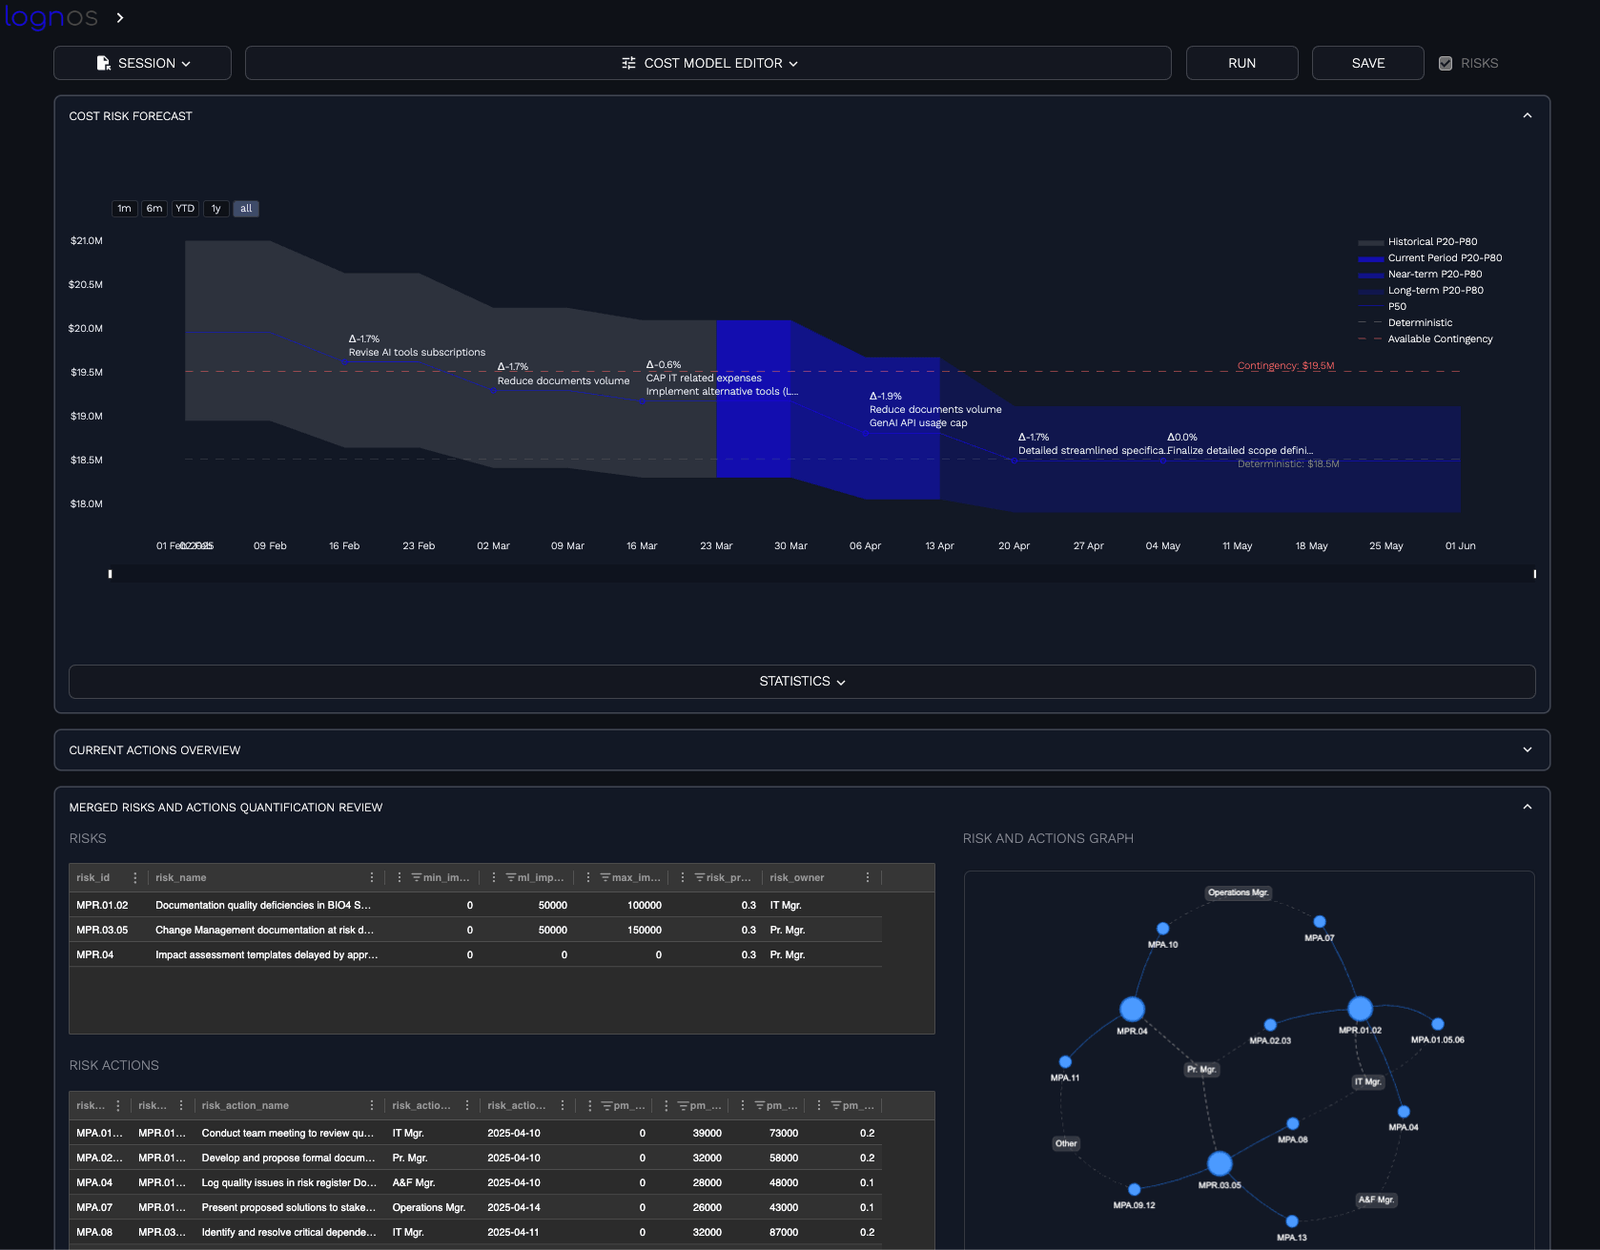 lognos
SESSION
COST MODEL EDITOR
RUN
SAVE
RISKS
COST RISK FORECAST
1m 6m YTD 1y all
$21.0M
$20.5M
$20.0M
$19.5M
$19.0M
$18.5M
$18.0M
Historical P20-P80
Current Period P20-P80
Near-term P20-P80
Long-term P20-P80
P50
Deterministic
Available Contingency
Δ-1.7%
Revise AI tools subscriptions
Δ-1.7%
Reduce documents volume
Δ-0.6%
CAP IT related expenses
Implement alternative tools (L...
Contingency: $19.5M
Δ-1.9%
Reduce documents volume
GenAI API usage cap
Δ-1.7%
Detailed streamlined specifica...
Δ0.0%
Finalize detailed scope defini...
Deterministic: $18.5M
01 Feb 09 Feb 16 Feb 23 Feb 02 Mar 09 Mar 16 Mar 23 Mar 30 Mar 06 Apr 13 Apr 20 Apr 27 Apr 04 May 11 May 18 May 25 May 01 Jun
STATISTICS
CURRENT ACTIONS OVERVIEW
MERGED RISKS AND ACTIONS QUANTIFICATION REVIEW
RISKS
risk_id risk_name min_im... ml_imp... max_im... risk_pr... risk_owner
MPR.01.02 Documentation quality deficiencies in BIO4 S... 0 50000 100000 0.3 IT Mgr.
MPR.03.05 Change Management documentation at risk d... 0 50000 150000 0.3 Pr. Mgr.
MPR.04 Impact assessment templates delayed by appr... 0 0 0 0.3 Pr. Mgr.
RISK ACTIONS
risk... risk... risk_action_name risk_actio... risk_actio... pm_... pm_... pm_... pm_...
MPA.01... MPR.01... Conduct team meeting to review qu... IT Mgr. 2025-04-10 0 39000 73000 0.2
MPA.02... MPR.01... Develop and propose formal docum... Pr. Mgr. 2025-04-10 0 32000 58000 0.2
MPA.04 MPR.01... Log quality issues in risk register Do... A&F Mgr. 2025-04-10 0 28000 48000 0.1
MPA.07 MPR.01... Present proposed solutions to stake... Operations Mgr. 2025-04-14 0 26000 43000 0.1
MPA.08 MPR.03... Identify and resolve critical depende... IT Mgr. 2025-04-11 0 32000 87000 0.2
RISK AND ACTIONS GRAPH
Operations Mgr.
MPA.10
MPA.07
MPR.04
MPR.01.02
MPA.02.03
MPA.01.05.06
Pr. Mgr.
MPA.11
IT Mgr.
MPA.04
MPA.08
Other
MPR.03.05
MPA.09.12
A&F Mgr.
MPA.13